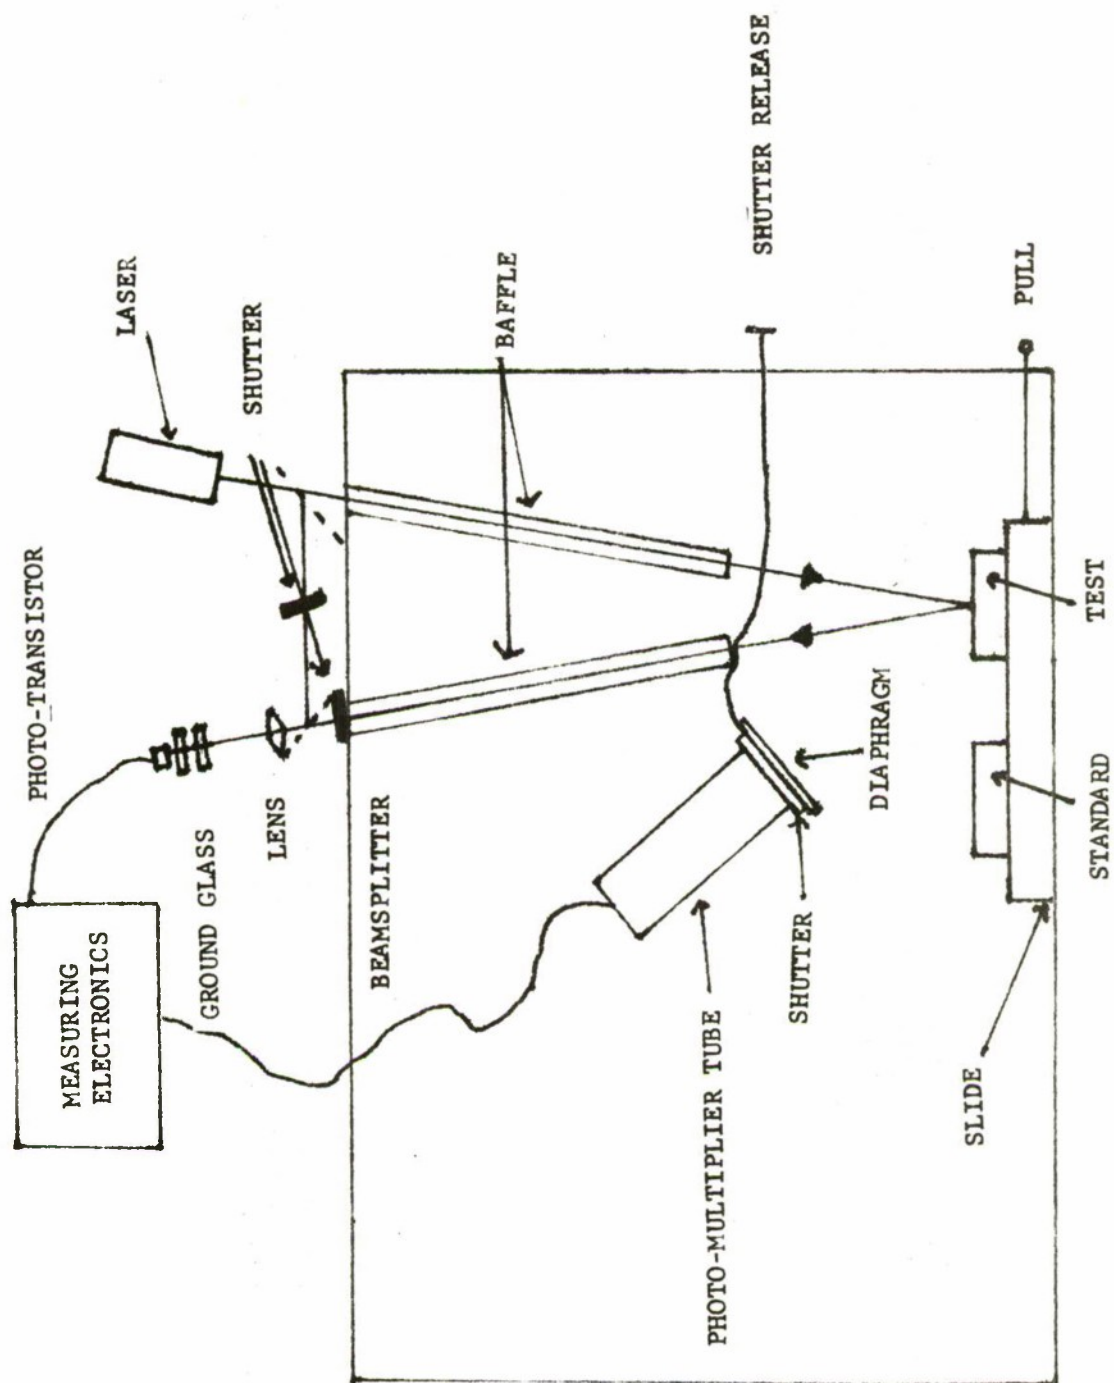 LASER
SHUTTER
BAFFLE
SHUTTER RELEASE
PULL
PHOTO-TRANSISTOR
GROUND GLASS
LENS
MEASURING
ELECTRONICS
BEAMSPLITTER
DIAPHRAGM
SHUTTER
PHOTO-MULTIPLIER TUBE
TEST
STANDARD
SLIDE